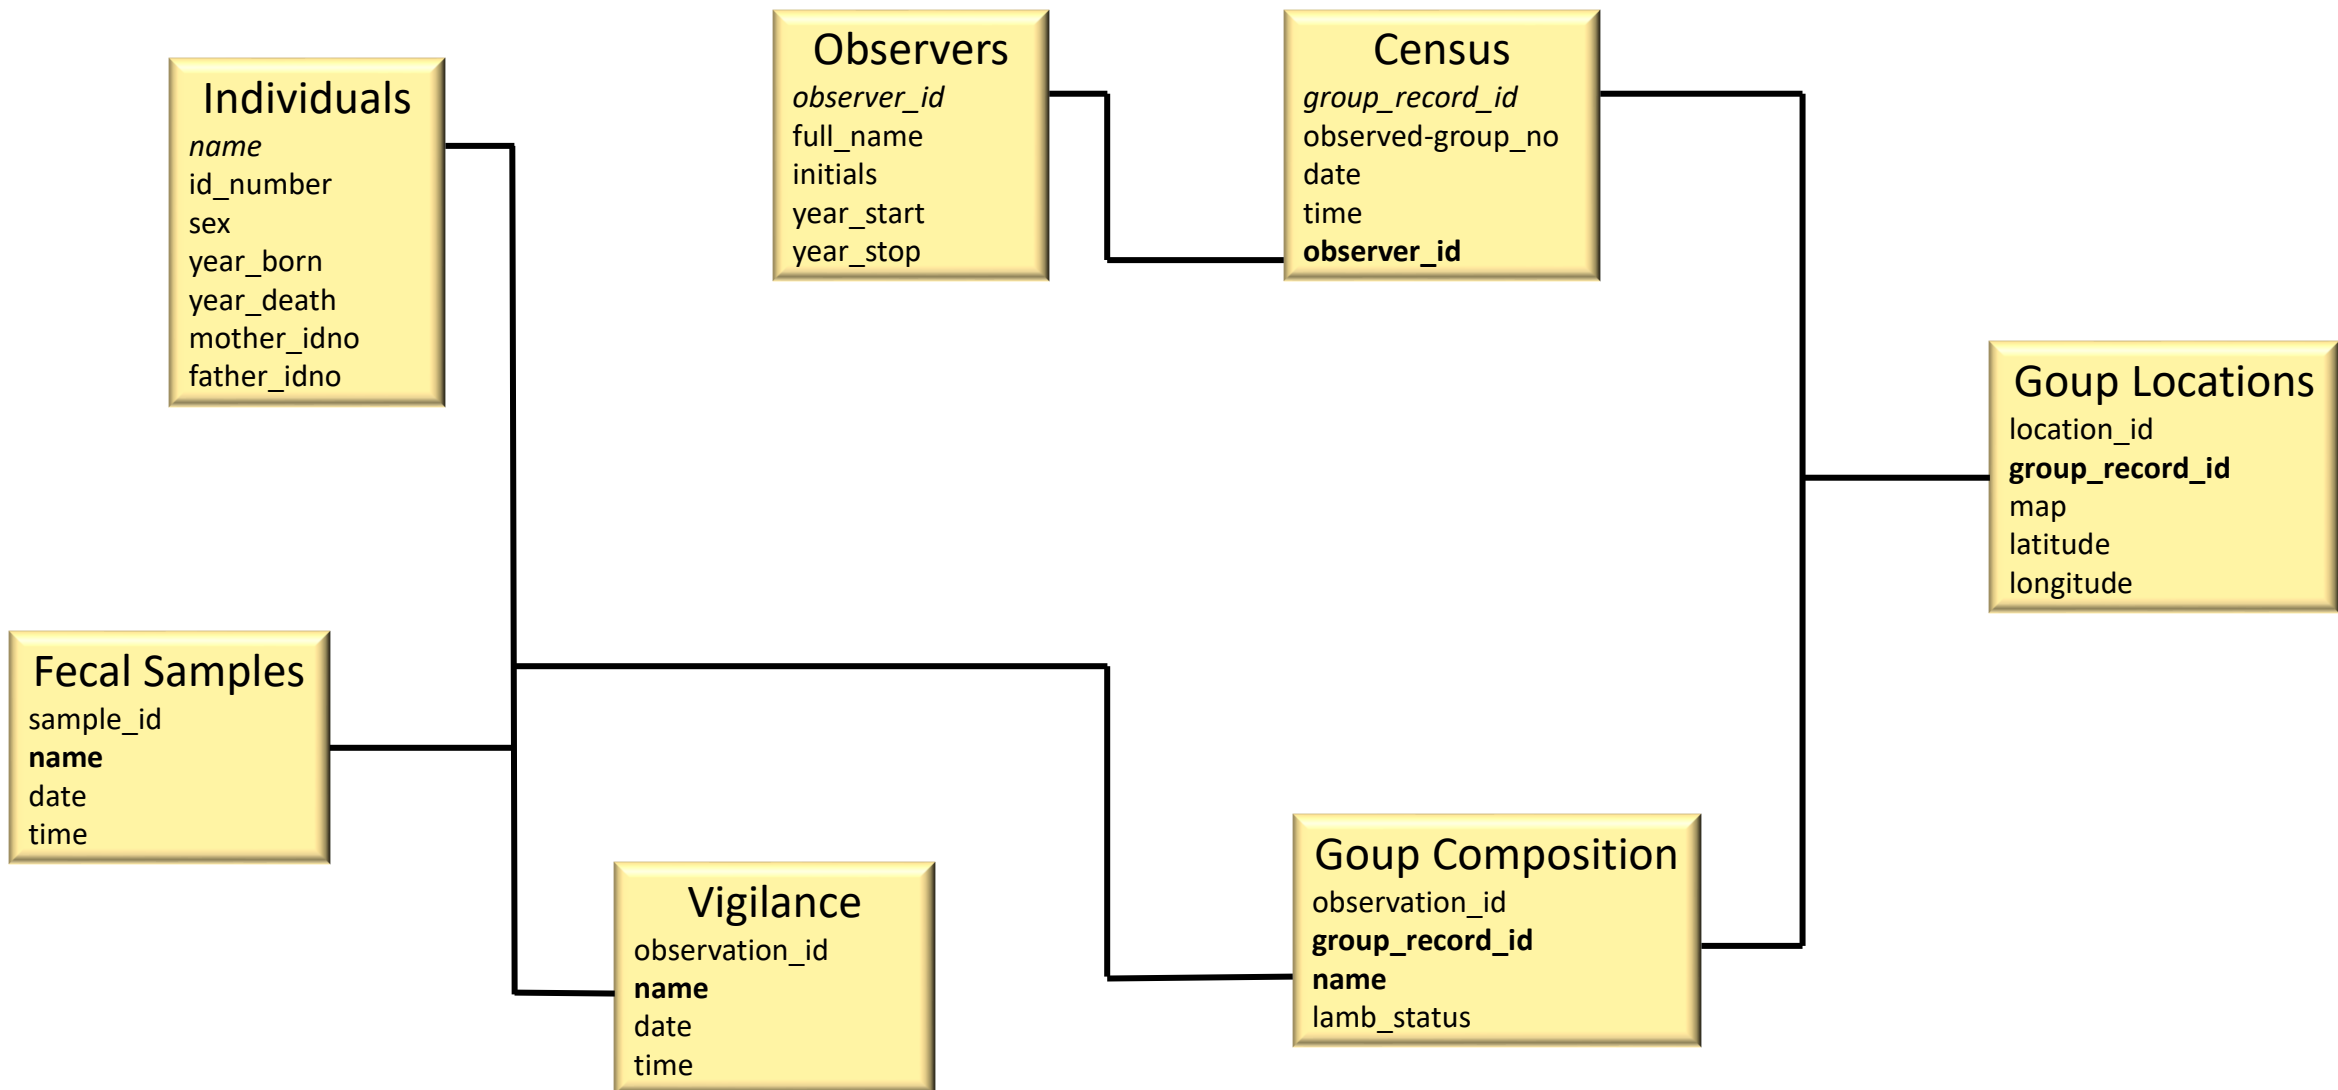 Individuals
name
id_number
sex
year_born
year_death
mother_idno
father_idno
Observers
observer_id
full_name
initials
year_start
year_stop
Census
group_record_id
observed-group_no
date
time
observer_id
Goup Locations
location_id
group_record_id
map
latitude
longitude
Fecal Samples
sample_id
name
date
time
Vigilance
observation_id
name
date
time
Goup Composition
observation_id
group_record_id
name
lamb_status